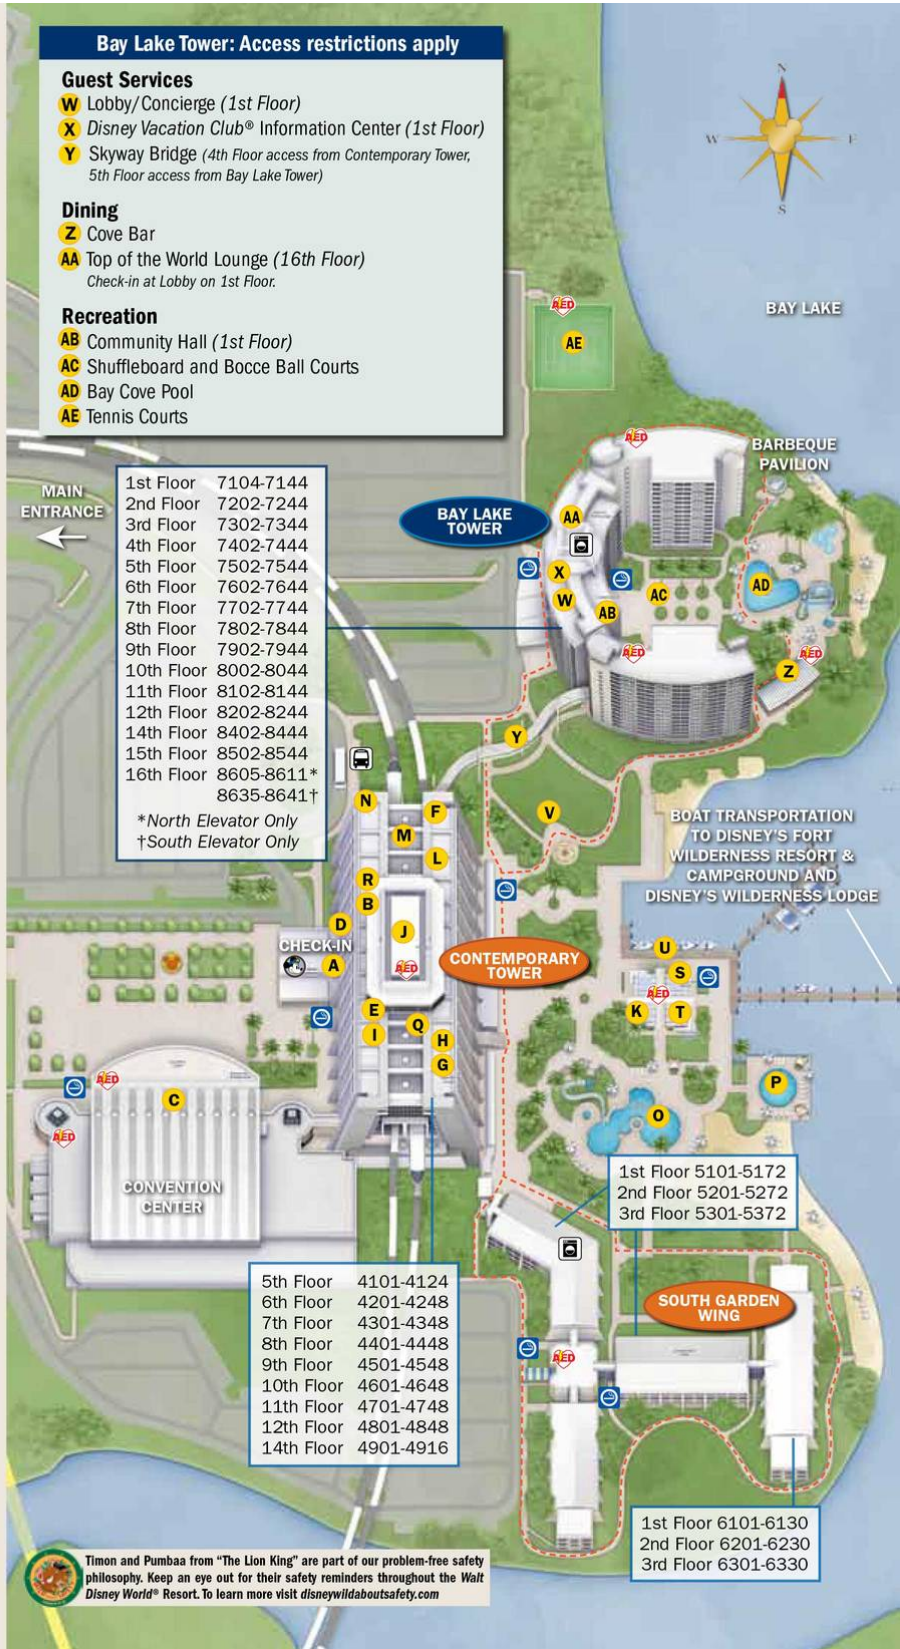 Bay Lake Tower: Access restrictions apply
Guest Services
W Lobby/Concierge (1st Floor)
X Disney Vacation Club® Information Center (1st Floor)
Y Skyway Bridge (4th Floor access from Contemporary Tower,
5th Floor access from Bay Lake Tower)
Dining
Z Cove Bar
AA Top of the World Lounge (16th Floor)
Check-in at Lobby on 1st Floor.
Recreation
AB Community Hall (1st Floor)
AC Shuffleboard and Bocce Ball Courts
AD Bay Cove Pool
AE Tennis Courts
N
W
E
S
BAY LAKE
AED
AE
MAIN
ENTRANCE
1st Floor 7104-7144
2nd Floor 7202-7244
3rd Floor 7302-7344
4th Floor 7402-7444
5th Floor 7502-7544
6th Floor 7602-7644
7th Floor 7702-7744
8th Floor 7802-7844
9th Floor 7902-7944
10th Floor 8002-8044
11th Floor 8102-8144
12th Floor 8202-8244
14th Floor 8402-8444
15th Floor 8502-8544
16th Floor 8605-8611*
8635-8641†
*North Elevator Only
†South Elevator Only
BAY LAKE
TOWER
AED
BARBEQUE
PAVILION
AA
X
W
AB
AC
AD
AED
AED
Z
Y
V
N
F
M
L
R
B
D
J
CHECK-IN
A
AED
E
I
Q
H
G
CONTEMPORARY
TOWER
BOAT TRANSPORTATION
TO DISNEY'S FORT
WILDERNESS RESORT &
CAMPGROUND AND
DISNEY'S WILDERNESS LODGE
U
S
AED
K
T
P
O
AED
C
AED
CONVENTION
CENTER
1st Floor 5101-5172
2nd Floor 5201-5272
3rd Floor 5301-5372
5th Floor 4101-4124
6th Floor 4201-4248
7th Floor 4301-4348
8th Floor 4401-4448
9th Floor 4501-4548
10th Floor 4601-4648
11th Floor 4701-4748
12th Floor 4801-4848
14th Floor 4901-4916
SOUTH GARDEN
WING
AED
1st Floor 6101-6130
2nd Floor 6201-6230
3rd Floor 6301-6330
Timon and Pumbaa from "The Lion King" are part of our problem-free safety
philosophy. Keep an eye out for their safety reminders throughout the Walt
Disney World® Resort. To learn more visit disneywildaboutsafety.com